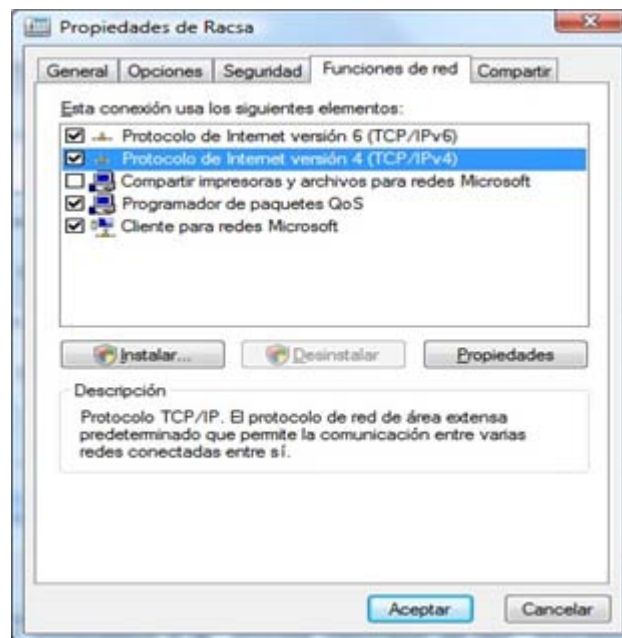 Propiedades de Racsa
General Opciones Seguridad Funciones de red Compartir
Esta conexión usa los siguientes elementos:
Protocolo de Internet versión 6 (TCP/IPv6)
Protocolo de Internet versión 4 (TCP/IPv4)
Compartir impresoras y archivos para redes Microsoft
Programador de paquetes QoS
Cliente para redes Microsoft
Instalar... Desinstalar Propiedades
Descripción
Protocolo TCP/IP. El protocolo de red de área extensa
predeterminado que permite la comunicación entre varias
redes conectadas entre sí.
Aceptar Cancelar